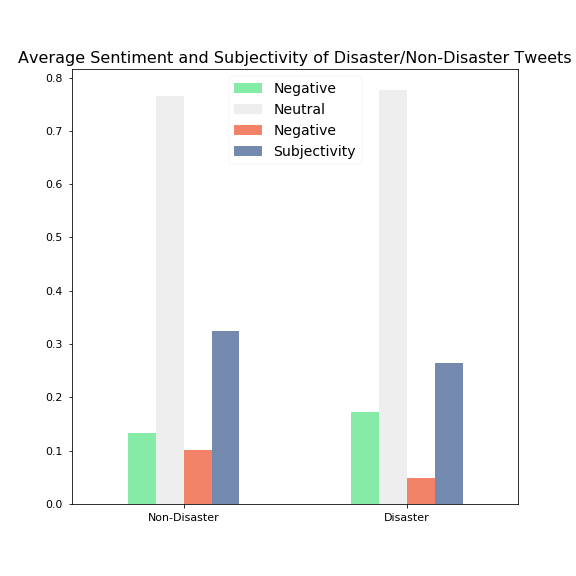 Average Sentiment and Subjectivity of Disaster/Non-Disaster Tweets
Negative
Neutral
Negative
Subjectivity
0.8
0.7
0.6
0.5
0.4
0.3
0.2
0.1
0.0
Non-Disaster
Disaster